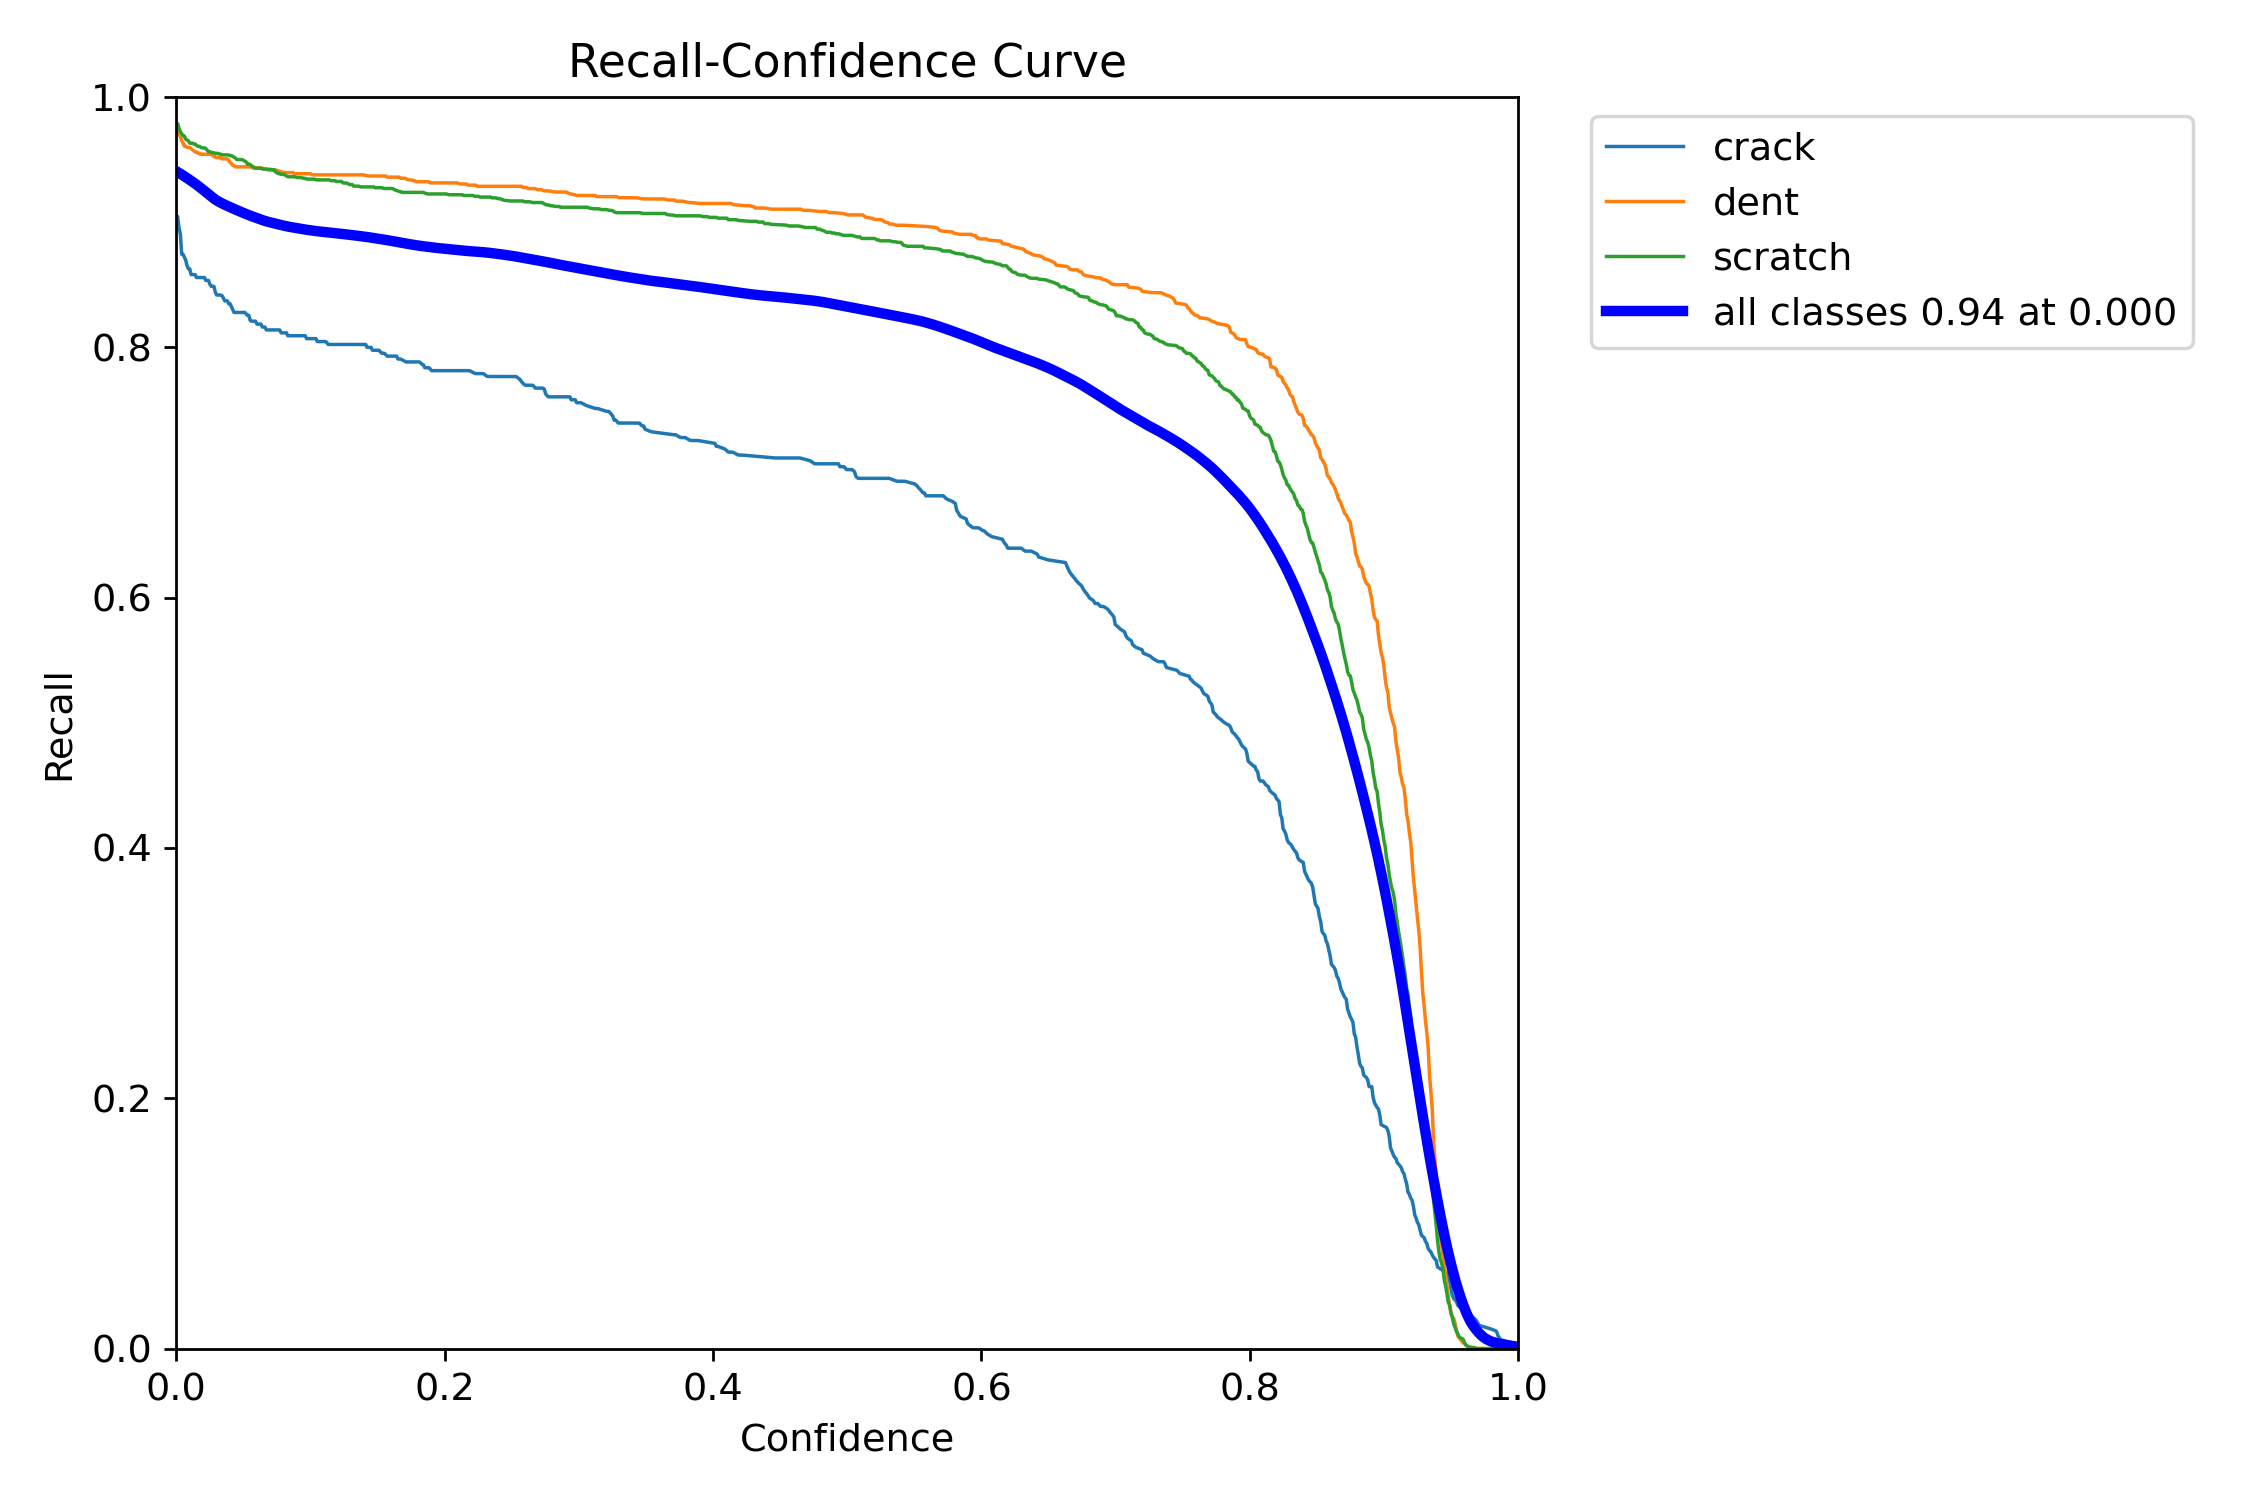 Recall-Confidence Curve
1.0
0.8
0.6
0.4
0.2
0.0
Recall
0.0 0.2 0.4 0.6 0.8 1.0
Confidence
crack
dent
scratch
all classes 0.94 at 0.000